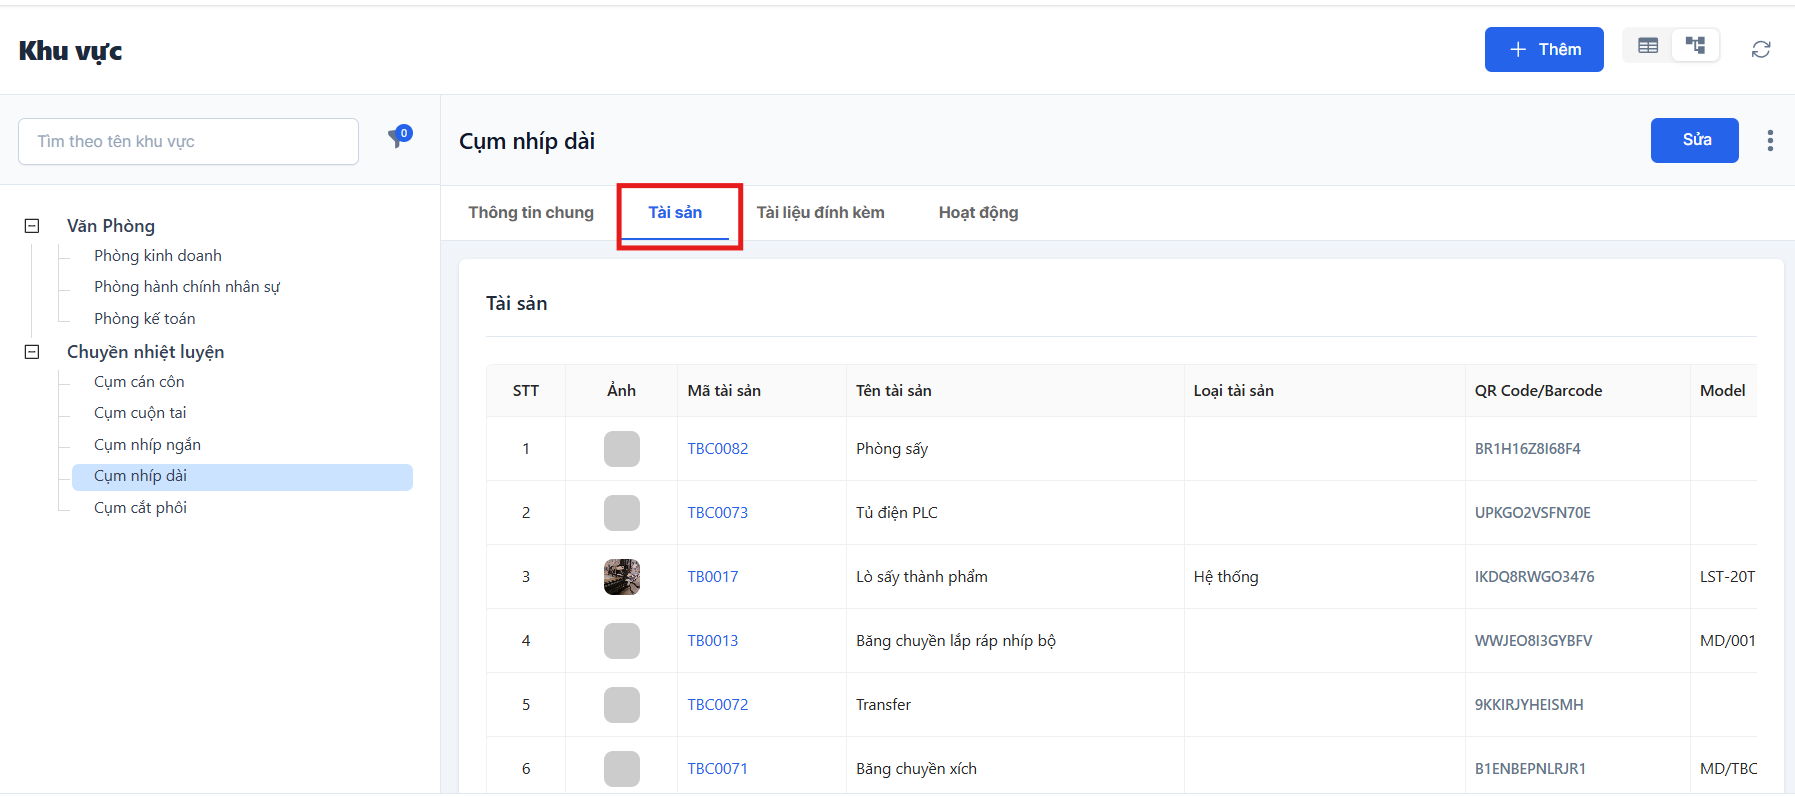 Khu vực
Thêm
Tìm theo tên khu vực
0
Cụm nhíp dài
Sửa
Thông tin chung
Tài sản
Tài liệu đính kèm
Hoạt động
Văn Phòng
Phòng kinh doanh
Phòng hành chính nhân sự
Phòng kế toán
Chuyền nhiệt luyện
Cụm cán côn
Cụm cuộn tai
Cụm nhíp ngắn
Cụm nhíp dài
Cụm cắt phôi
Tài sản
STT Ảnh Mã tài sản Tên tài sản Loại tài sản QR Code/Barcode Model
1 TBC0082 Phòng sấy BR1H16Z8I68F4
2 TBC0073 Tủ điện PLC UPKGO2VSFN70E
3 TB0017 Lò sấy thành phẩm Hệ thống IKDQ8RWGO3476 LST-20T
4 TB0013 Băng chuyền lắp ráp nhíp bộ WWJEO8I3GYBFV MD/001
5 TBC0072 Transfer 9KKIRJYHEISMH
6 TBC0071 Băng chuyền xích B1ENBEPNLRJR1 MD/TBC